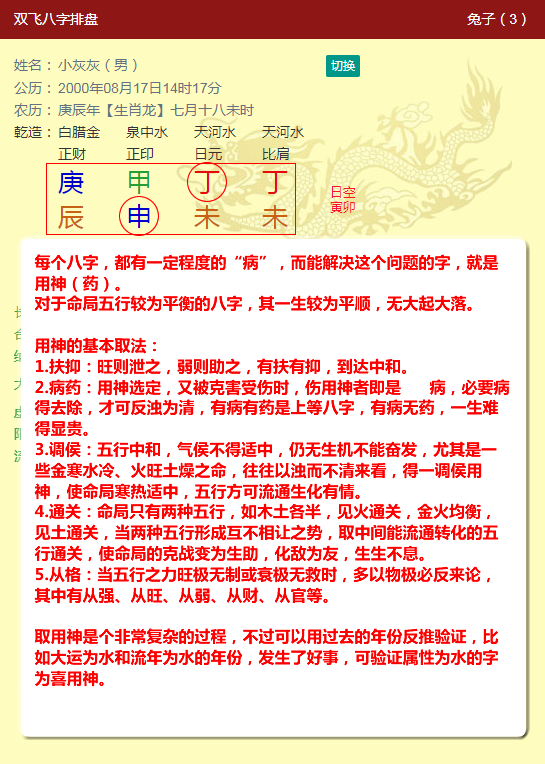 双飞八字排盘 兔子（3）
姓名：小灰灰（男） 切换
公历：2000年08月17日14时17分
农历：庚辰年【生肖龙】七月十八未时
乾造：白腊金 泉中水 天河水 天河水
正财 正印 日元 比肩
庚 甲 丁 丁
辰 申 未 未
日空
寅卯
每个八字，都有一定程度的“病”，而能解决这个问题的字，就是
用神（药）。
对于命局五行较为平衡的八字，其一生较为平顺，无大起大落。
用神的基本取法：
1.扶抑：旺则泄之，弱则助之，有扶有抑，到达中和。
2.病药：用神选定，又被克害受伤时，伤用神者即是 病，必要病
得去除，才可反浊为清，有病有药是上等八字，有病无药，一生难
得显贵。
3.调侯：五行中和，气侯不得适中，仍无生机不能奋发，尤其是一
些金寒水冷、火旺土燥之命，往往以浊而不清来看，得一调侯用
神，使命局寒热适中，五行方可流通生化有情。
4.通关：命局只有两种五行，如木土各半，见火通关，金火均衡，
见土通关，当两种五行形成互不相让之势，取中间能流通转化的五
行通关，使命局的克战变为生助，化敌为友，生生不息。
5.从格：当五行之力旺极无制或衰极无救时，多以物极必反来论，
其中有从强、从旺、从弱、从财、从官等。
取用神是个非常复杂的过程，不过可以用过去的年份反推验证，比
如大运为水和流年为水的年份，发生了好事，可验证属性为水的字
为喜用神。